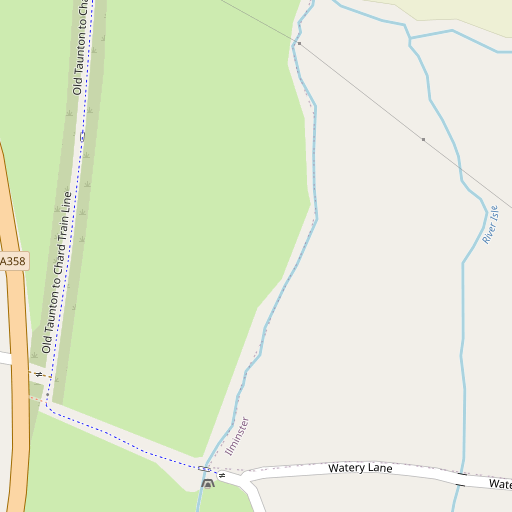 Old Taunton to Cha
River Isle
Old Taunton to Chard Train Line
A358
Ilminster
Watery Lane
Wate